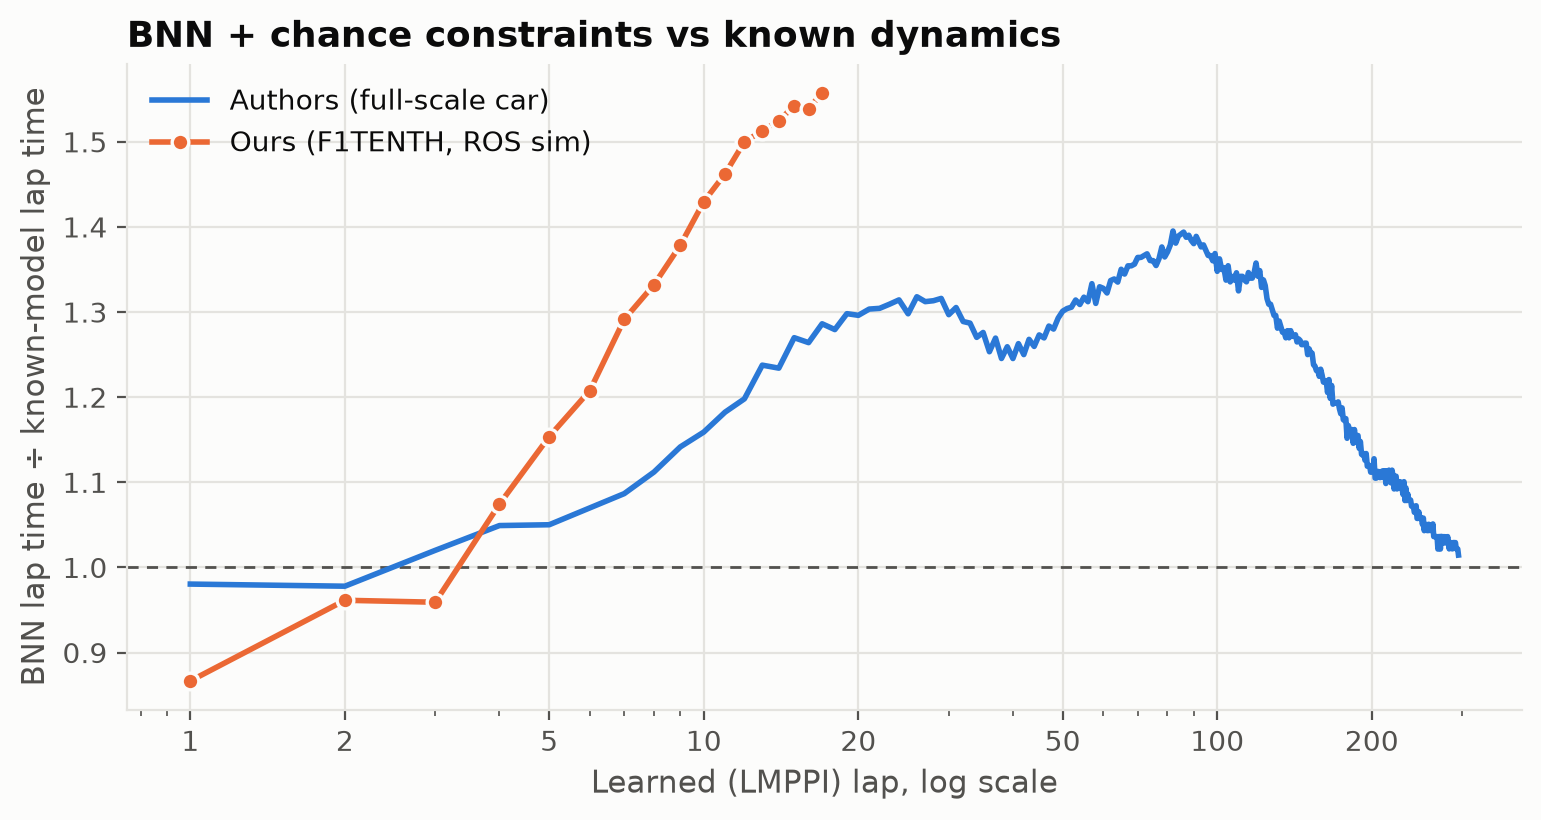 BNN + chance constraints vs known dynamics
Authors (full-scale car)
Ours (F1TENTH, ROS sim)
BNN lap time ÷ known-model lap time
1.5
1.4
1.3
1.2
1.1
1.0
0.9
1 2 5 10 20 50 100 200
Learned (LMPPI) lap, log scale